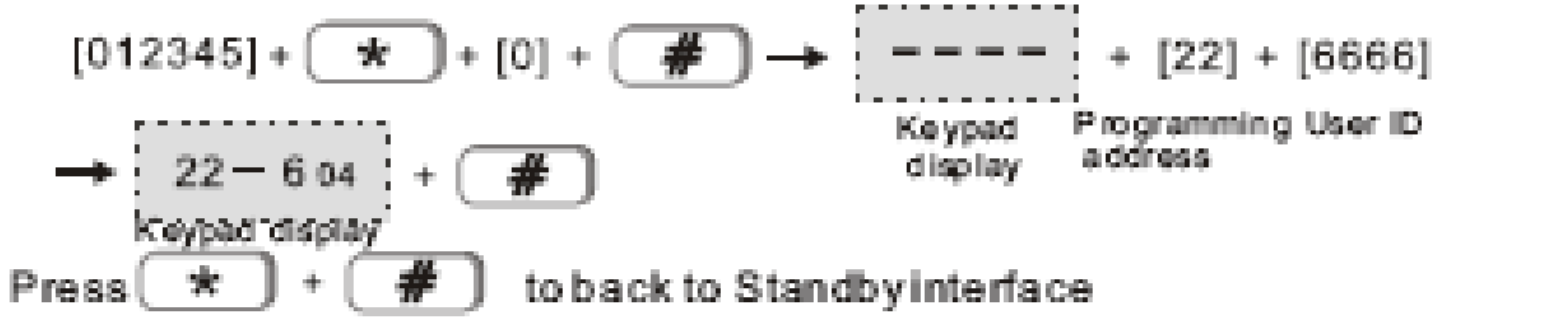 [012345] + * + [0] + # → – – – – + [22] + [6666]
Keypad display Programming address User ID
→ 22 – 6 04 + #
Keypad display
Press * + # to back to Standby interface